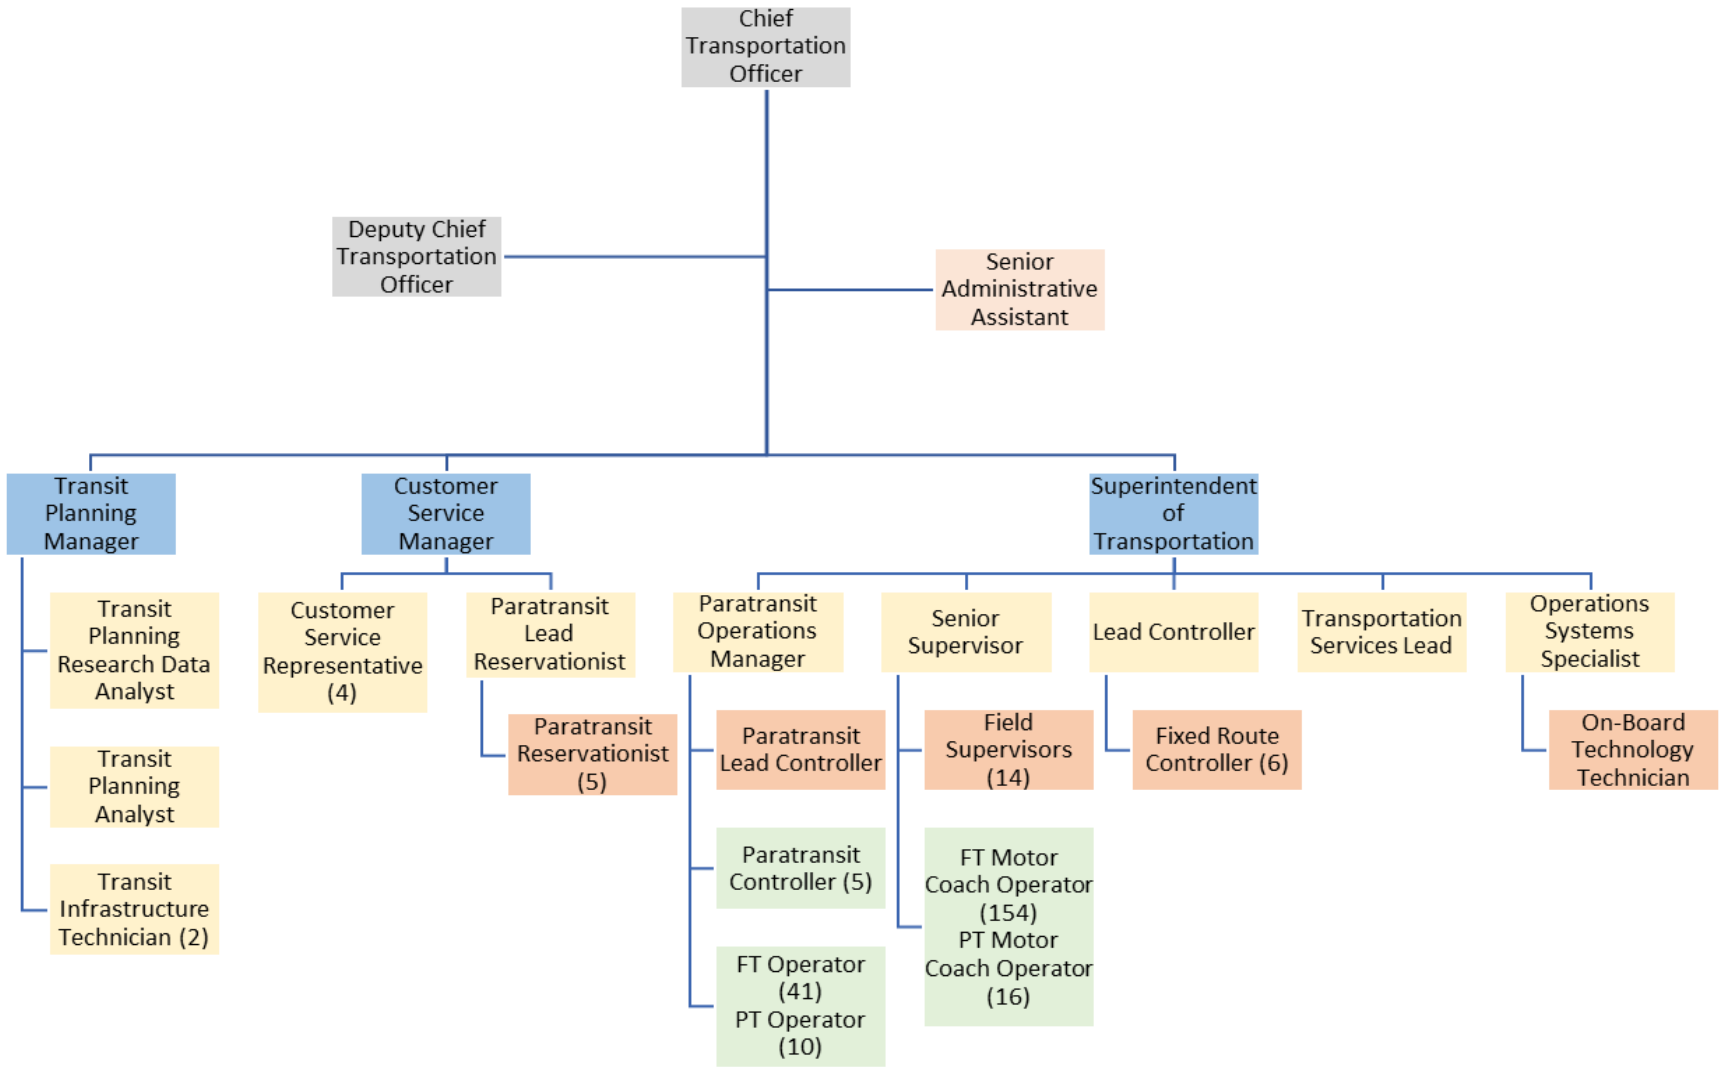 Chief
Transportation
Officer
Deputy Chief
Transportation
Officer
Senior
Administrative
Assistant
Transit
Planning
Manager
Customer
Service
Manager
Superintendent
of
Transportation
Transit
Planning
Research Data
Analyst
Transit
Planning
Analyst
Transit
Infrastructure
Technician (2)
Customer
Service
Representative
(4)
Paratransit
Lead
Reservationist
Paratransit
Reservationist
(5)
Paratransit
Operations
Manager
Paratransit
Lead Controller
Paratransit
Controller (5)
FT Operator
(41)
PT Operator
(10)
Senior
Supervisor
Field
Supervisors
(14)
FT Motor
Coach Operator
(154)
PT Motor
Coach Operator
(16)
Lead Controller
Fixed Route
Controller (6)
Transportation
Services Lead
Operations
Systems
Specialist
On-Board
Technology
Technician